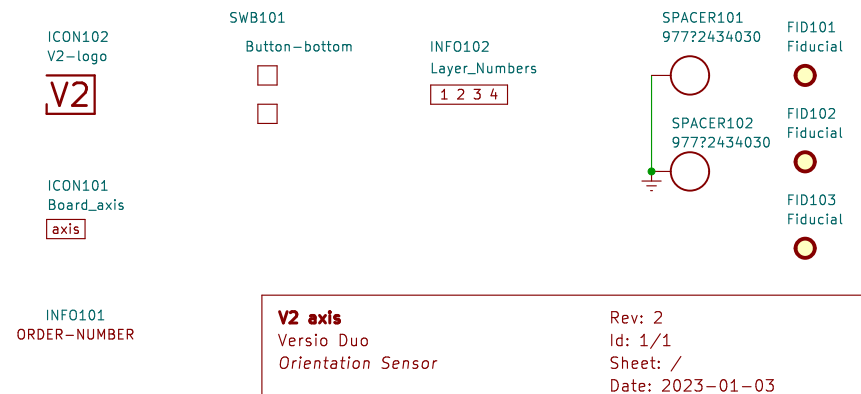 ICON102
V2-logo
V2
SWB101
Button-bottom
INFO102
Layer_Numbers
1 2 3 4
SPACER101
977?2434030
SPACER102
977?2434030
FID101
Fiducial
FID102
Fiducial
FID103
Fiducial
ICON101
Board_axis
axis
INFO101
ORDER-NUMBER
V2 axis
Versio Duo
Orientation Sensor
Rev: 2
Id: 1/1
Sheet: /
Date: 2023-01-03